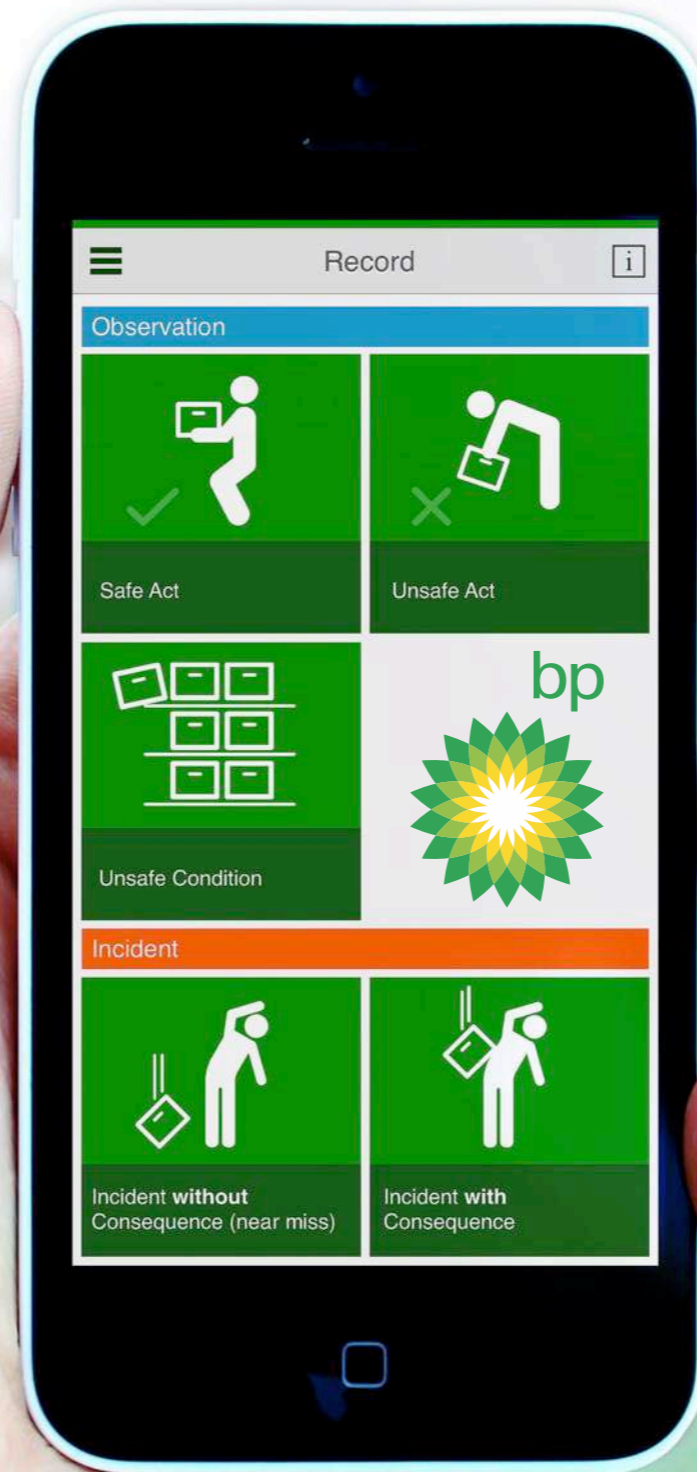 Record
i
Observation
Safe Act
Unsafe Act
bp
Unsafe Condition
Incident
Incident without
Consequence (near miss)
Incident with
Consequence